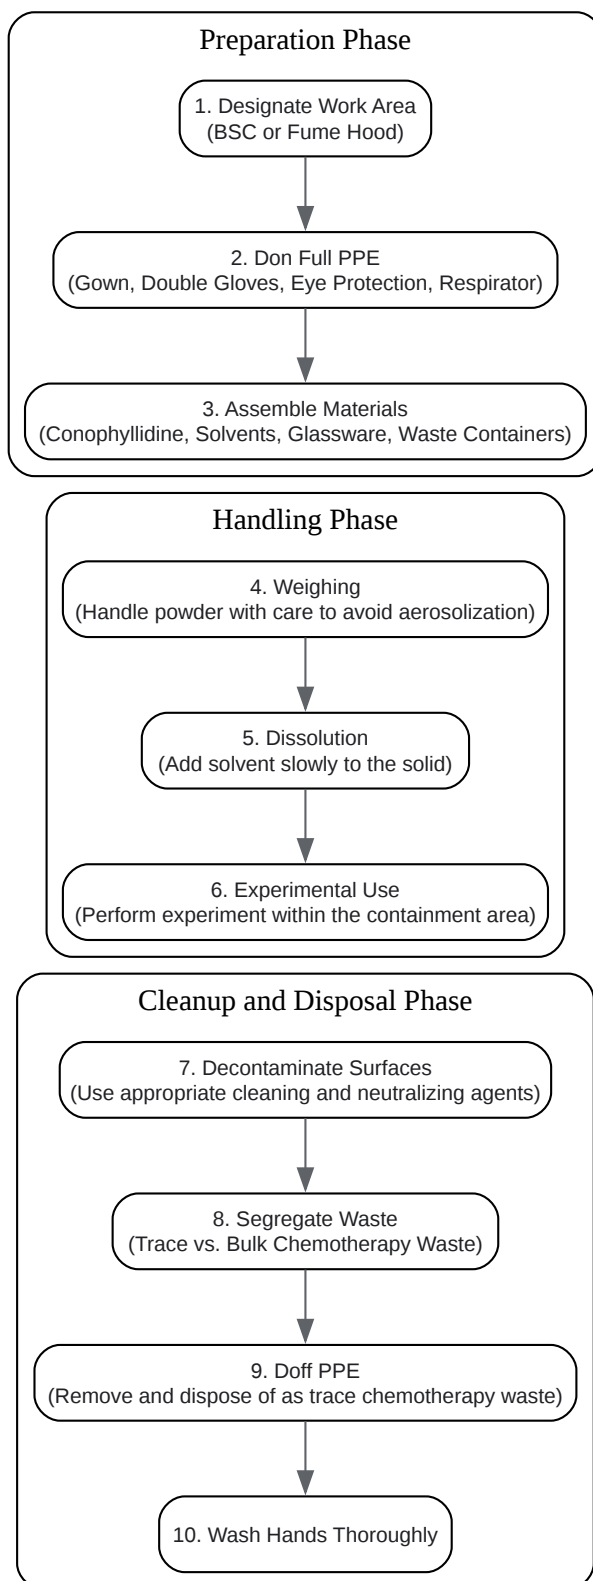 Preparation Phase
1. Designate Work Area
(BSC or Fume Hood)
2. Don Full PPE
(Gown, Double Gloves, Eye Protection, Respirator)
3. Assemble Materials
(Conophyllidine, Solvents, Glassware, Waste Containers)
Handling Phase
4. Weighing
(Handle powder with care to avoid aerosolization)
5. Dissolution
(Add solvent slowly to the solid)
6. Experimental Use
(Perform experiment within the containment area)
Cleanup and Disposal Phase
7. Decontaminate Surfaces
(Use appropriate cleaning and neutralizing agents)
8. Segregate Waste
(Trace vs. Bulk Chemotherapy Waste)
9. Doff PPE
(Remove and dispose of as trace chemotherapy waste)
10. Wash Hands Thoroughly